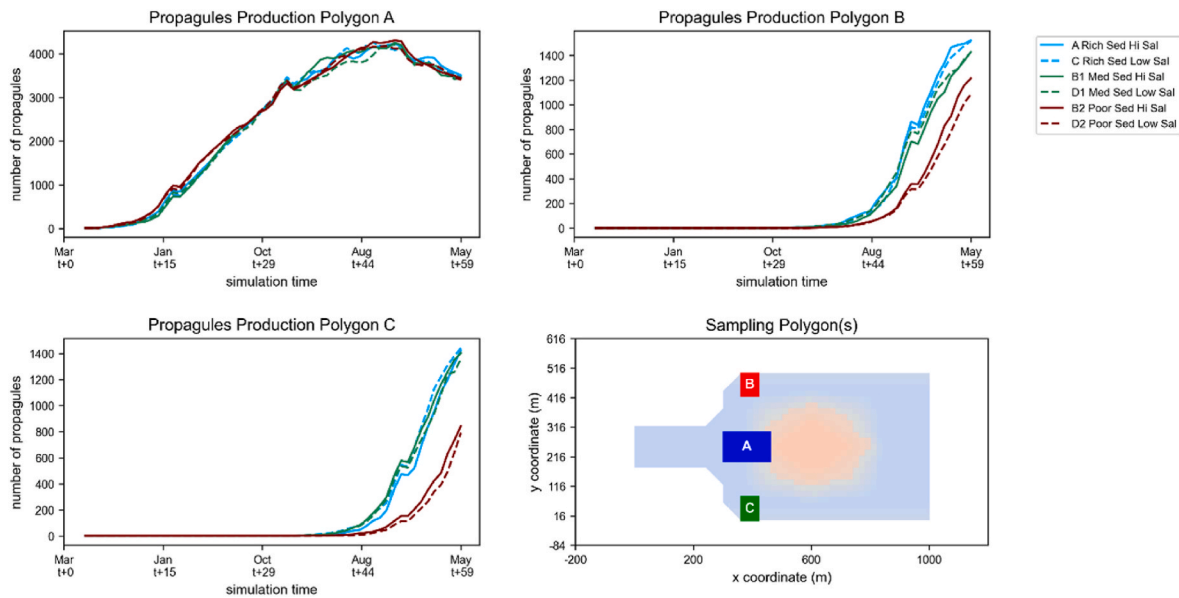 Propagules Production Polygon A
number of propagules
4000
3000
2000
1000
0
Mar
t+0
Jan
t+15
Oct
t+29
Aug
t+44
May
t+59
simulation time
Propagules Production Polygon B
number of propagules
1400
1200
1000
800
600
400
200
0
Mar
t+0
Jan
t+15
Oct
t+29
Aug
t+44
May
t+59
simulation time
A Rich Sed Hi Sal
C Rich Sed Low Sal
B1 Med Sed Hi Sal
D1 Med Sed Low Sal
B2 Poor Sed Hi Sal
D2 Poor Sed Low Sal
Propagules Production Polygon C
number of propagules
1400
1200
1000
800
600
400
200
0
Mar
t+0
Jan
t+15
Oct
t+29
Aug
t+44
May
t+59
simulation time
Sampling Polygon(s)
y coordinate (m)
616
516
416
316
216
116
16
-84
B
A
C
-200
200
600
1000
x coordinate (m)